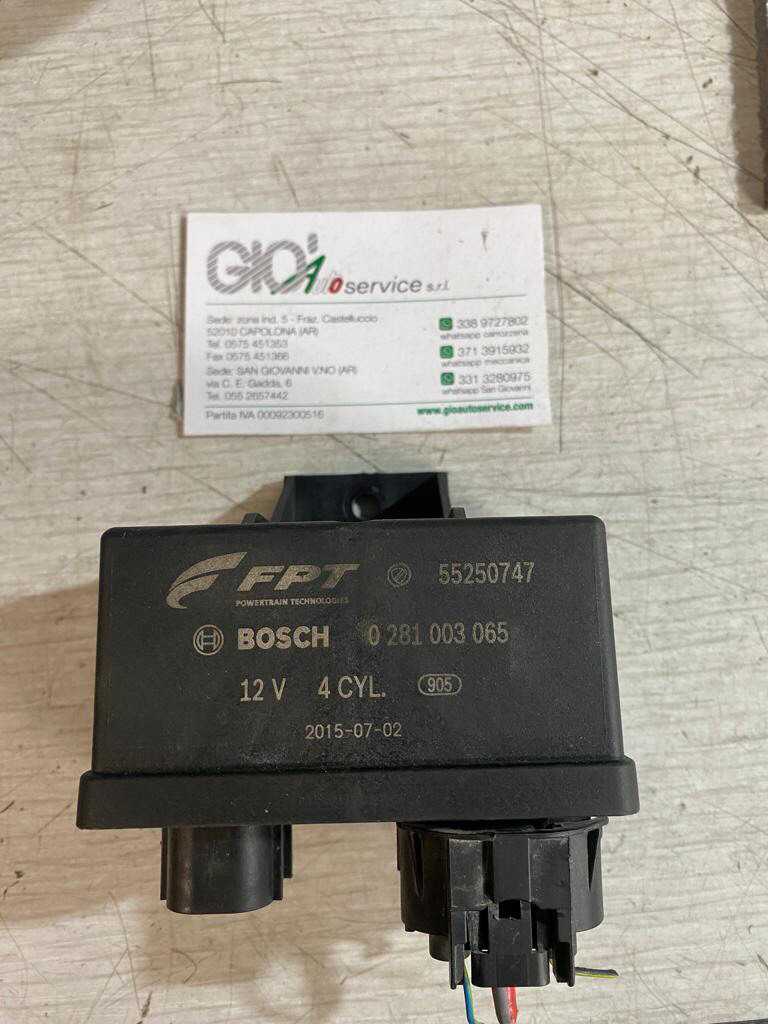 GIO'Auto service s.r.l.
Sede: zona ind. 5 - Fraz. Castelluccio
52010 CAPOLONA (AR)
Tel. 0575 451353
Fax 0575 451366
Sede: SAN GIOVANNI V.NO (AR)
via C. E. Gadda, 6
Tel. 055 2657442
Partita IVA 00092300516
338 9727802
whatsapp carrozzeria
371 3915932
whatsapp meccanica
331 3280975
whatsapp San Giovanni
www.gioautoservice.com
FPT 55250747
POWERTRAIN TECHNOLOGIES
BOSCH 0 281 003 065
12 V 4 CYL. 905
2015-07-02